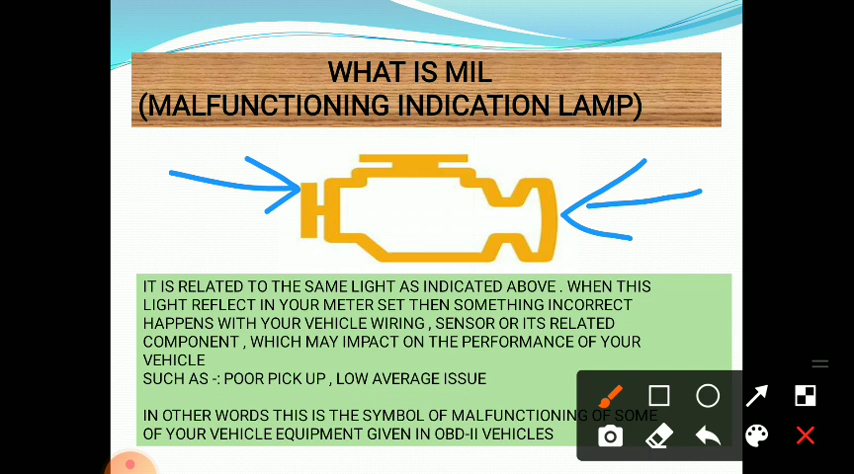 WHAT IS MIL
(MALFUNCTIONING INDICATION LAMP)
IT IS RELATED TO THE SAME LIGHT AS INDICATED ABOVE . WHEN THIS
LIGHT REFLECT IN YOUR METER SET THEN SOMETHING INCORRECT
HAPPENS WITH YOUR VEHICLE WIRING , SENSOR OR ITS RELATED
COMPONENT , WHICH MAY IMPACT ON THE PERFORMANCE OF YOUR
VEHICLE
SUCH AS -: POOR PICK UP , LOW AVERAGE ISSUE
IN OTHER WORDS THIS IS THE SYMBOL OF MALFUNCTIONING OF SOME
OF YOUR VEHICLE EQUIPMENT GIVEN IN OBD-II VEHICLES